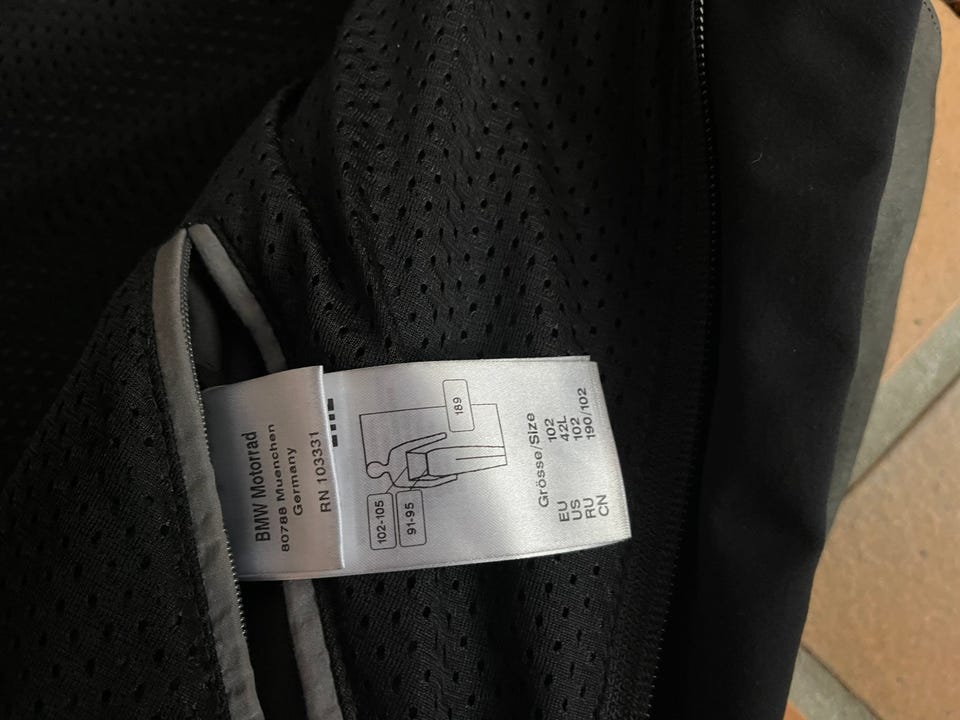 BMW Motorrad
80788 Muenchen
Germany
RN 103331
102-105
91-95
189
Grösse/Size
EU 102
US 42L
RU 102
CN 190/102